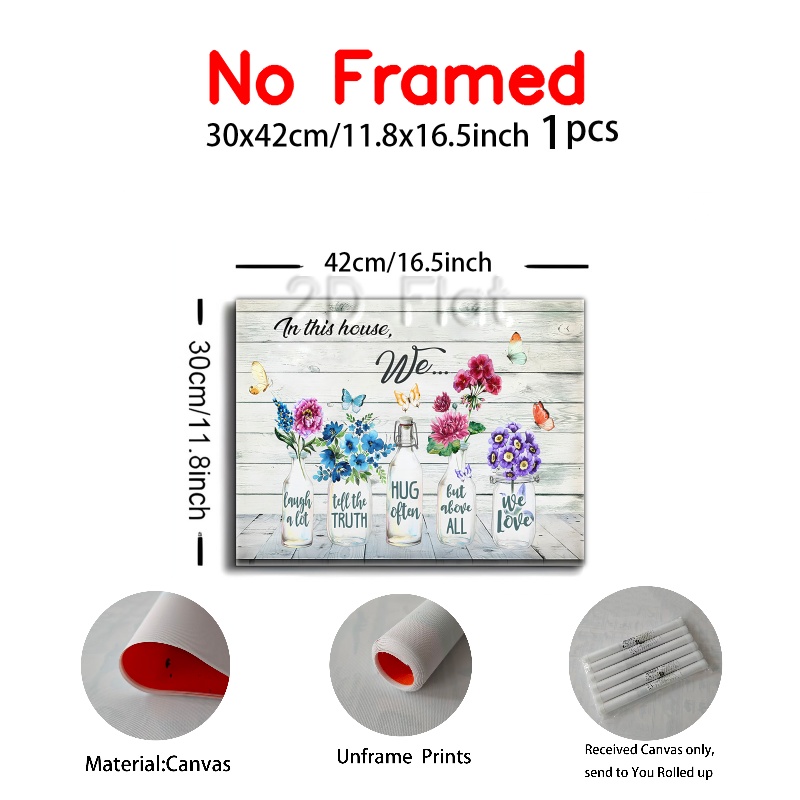 No Framed
30x42cm/11.8x16.5inch 1pcs
42cm/16.5inch
2D Flat
30cm/11.8inch
In this house,
We...
laugh
a lot
tell the
TRUTH
HUG
often
but
above
ALL
we
Love
Material:Canvas
Unframe Prints
Received Canvas only,
send to You Rolled up